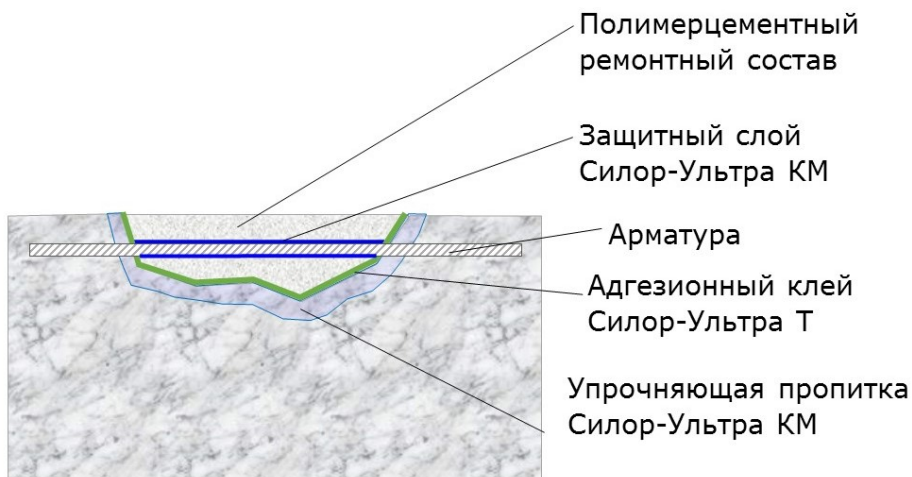 Полимерцементный
ремонтный состав
Защитный слой
Силор-Ультра КМ
Арматура
Адгезионный клей
Силор-Ультра Т
Упрочняющая пропитка
Силор-Ультра КМ